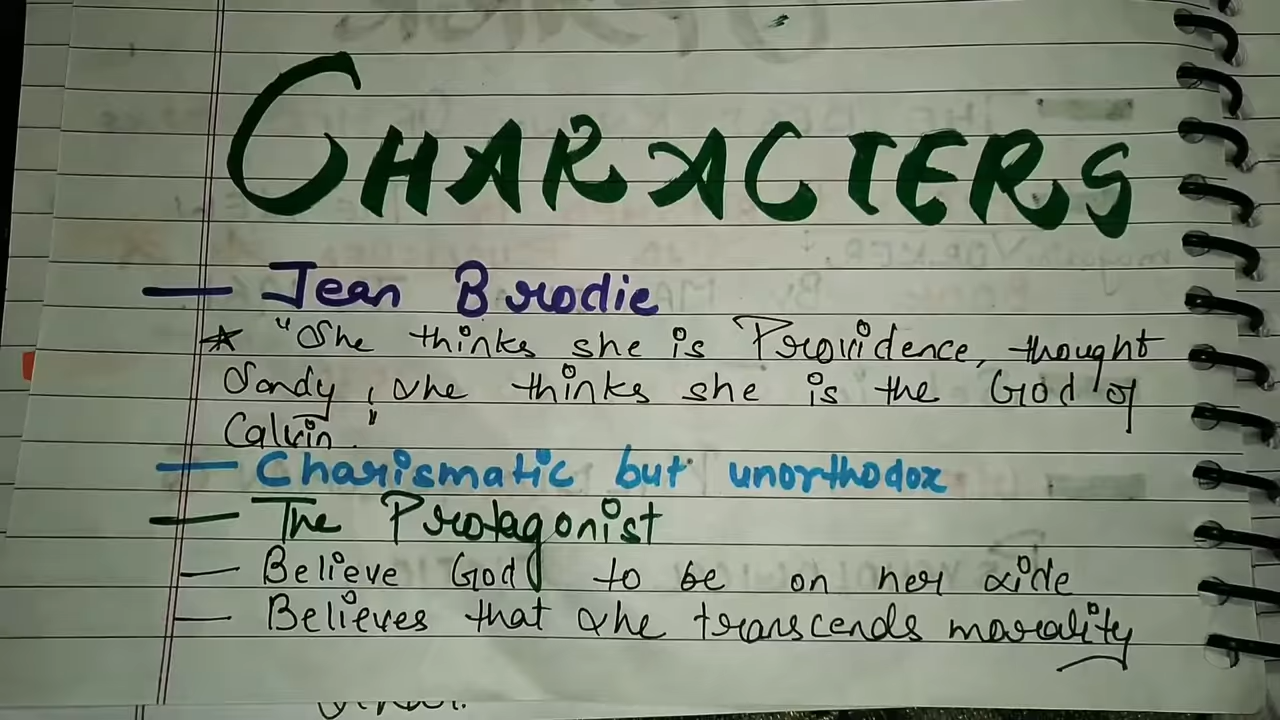 CHARACTERS
— Jean Brodie
* "She thinks she is Providence, thought
Sandy, she thinks she is the God of
Calvin."
— Charismatic but unorthodox
— The Protagonist
— Believe God to be on her side
— Believes that she transcends morality